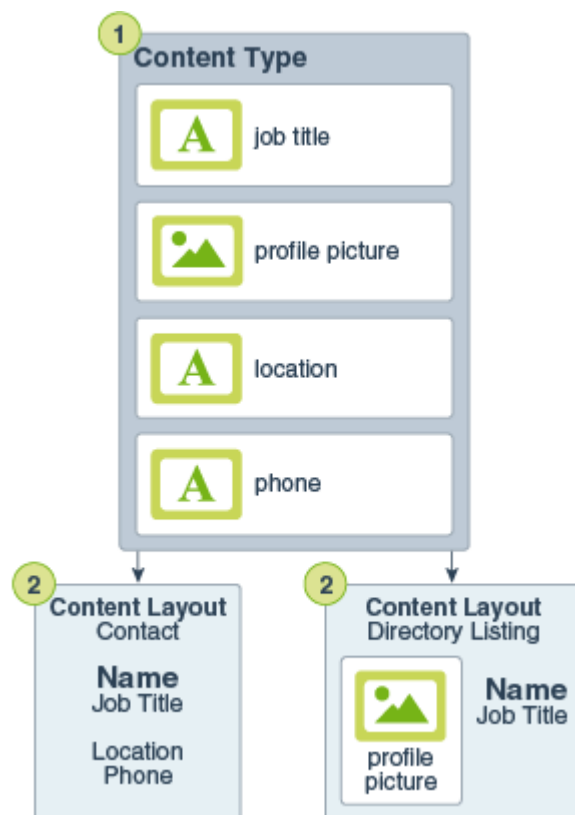 1
Content Type
A
job title
profile picture
A
location
A
phone
2
Content Layout
Contact
Name
Job Title
Location
Phone
2
Content Layout
Directory Listing
Name
Job Title
profile
picture